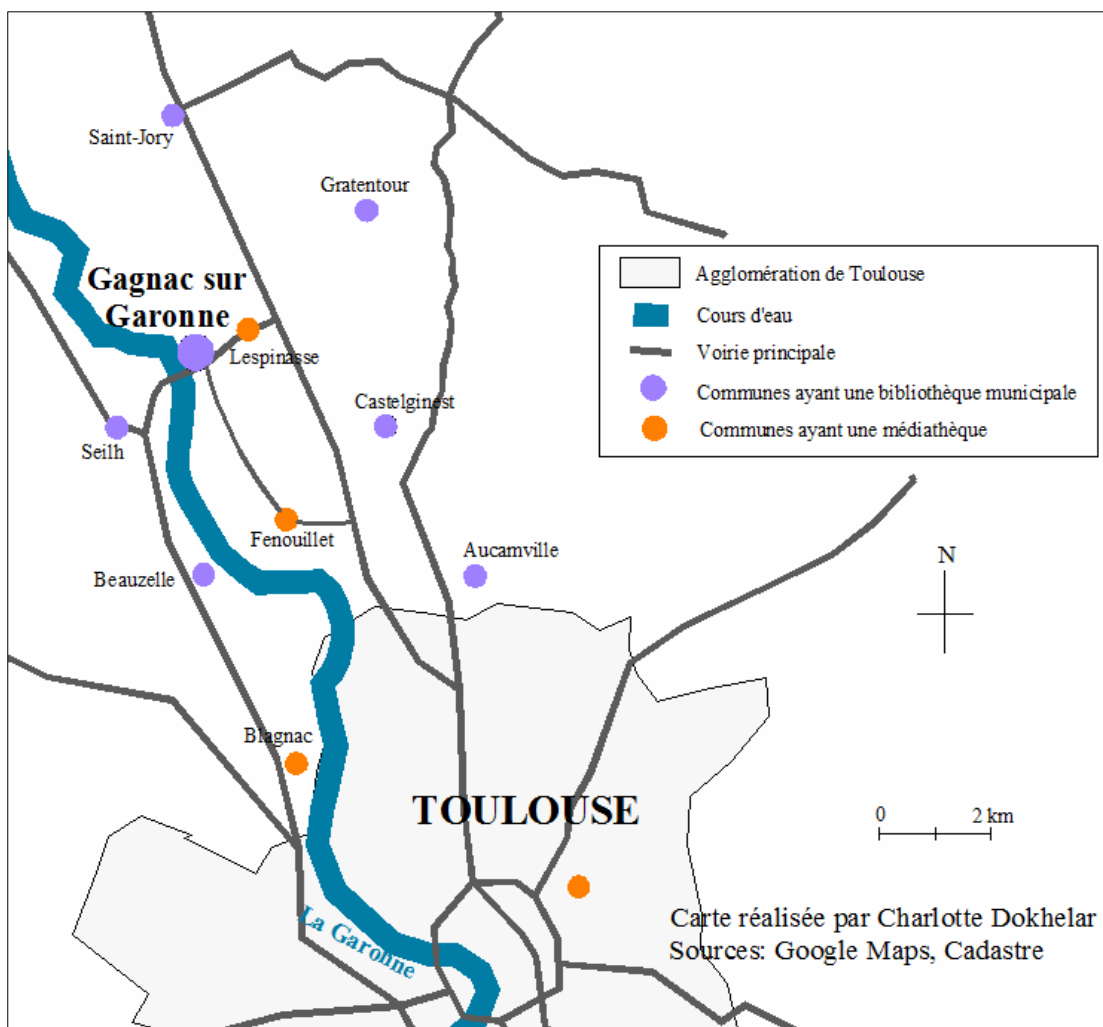 Saint-Jory
Gratentour
Gagnac sur
Garonne
Lespinasse
Castelginest
Seilh
Fenouillet
Beauzelle
Aucamville
Blagnac
TOULOUSE
La Garonne
Agglomération de Toulouse
Cours d'eau
Voirie principale
Communes ayant une bibliothèque municipale
Communes ayant une médiathèque
N
0 2 km
Carte réalisée par Charlotte Dokhelar
Sources: Google Maps, Cadastre